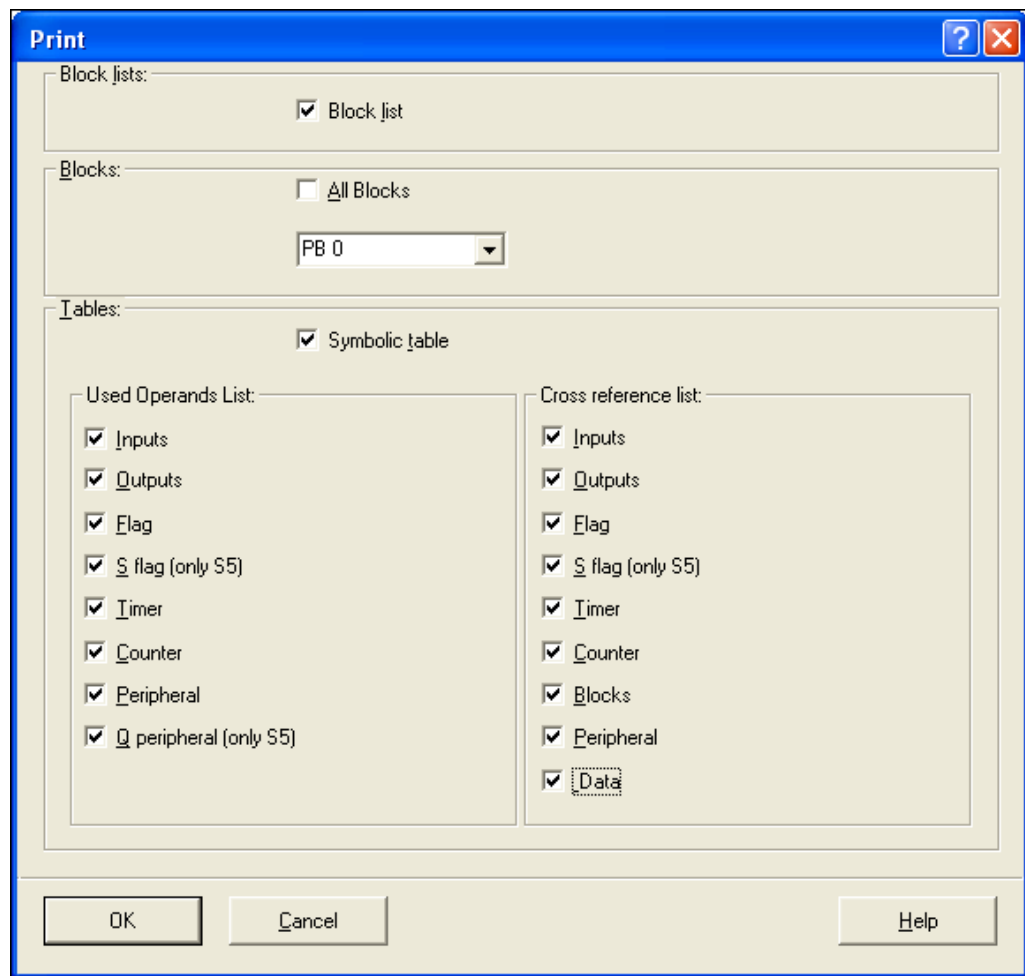 Print
Block lists:
Block list
Blocks:
All Blocks
PB 0
Tables:
Symbolic table
Used Operands List:
Inputs
Outputs
Flag
S flag (only S5)
Timer
Counter
Peripheral
Q peripheral (only S5)
Cross reference list:
Inputs
Outputs
Flag
S flag (only S5)
Timer
Counter
Blocks
Peripheral
Data
OK
Cancel
Help